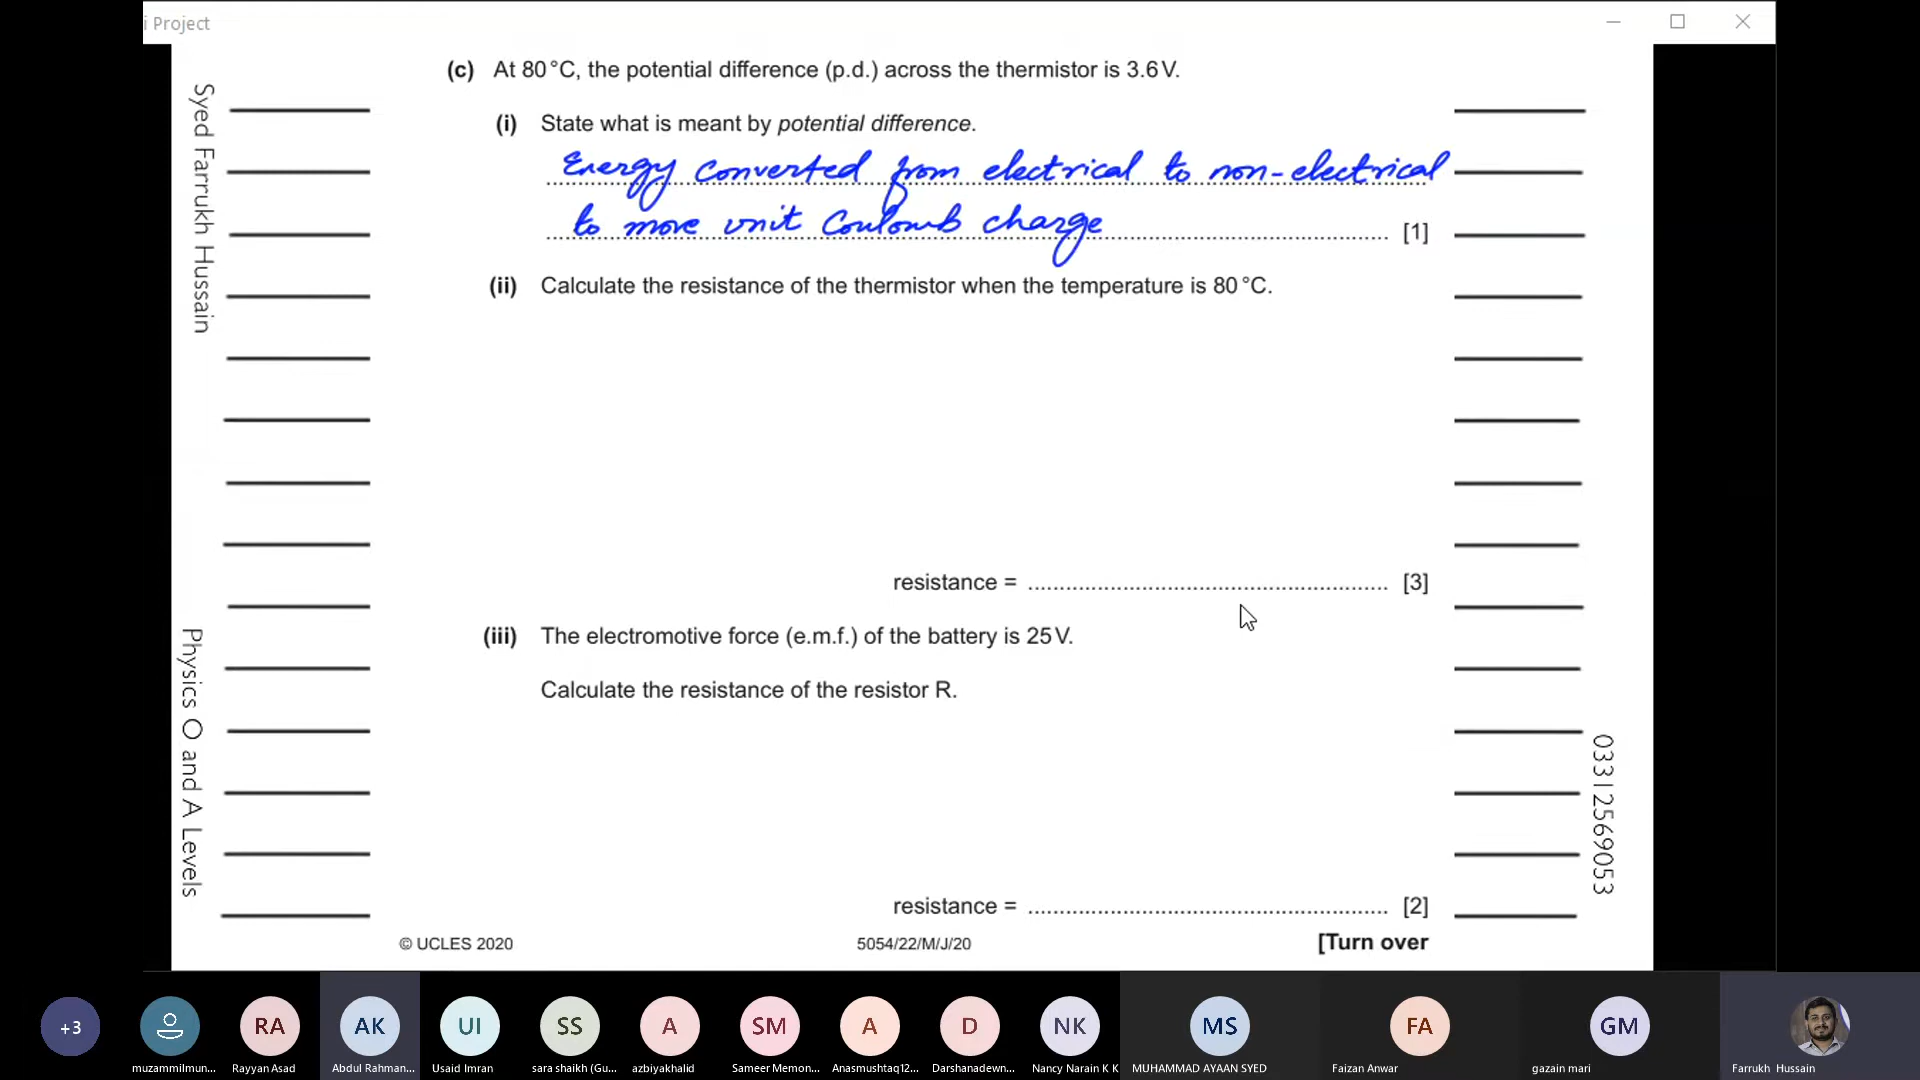 i Project
(c) At 80 °C, the potential difference (p.d.) across the thermistor is 3.6 V.
(i) State what is meant by potential difference.
Energy converted from electrical to non-electrical
to move unit Coulomb charge [1]
(ii) Calculate the resistance of the thermistor when the temperature is 80 °C.
resistance = [3]
(iii) The electromotive force (e.m.f.) of the battery is 25 V.
Calculate the resistance of the resistor R.
resistance = [2]
© UCLES 2020 5054/22/M/J/20 [Turn over
Syed Farrukh Hussain
Physics O and A Levels
03312569053
+3 RA AK UI SS A SM A D NK MS FA GM
muzammilmun... Rayyan Asad Abdul Rahman... Usaid Imran sara shaikh (Gu... azbiyakhalid Sameer Memon... Anasmushtaq12... Darshanadewn... Nancy Narain K K MUHAMMAD AYAAN SYED Faizan Anwar gazain mari Farrukh Hussain